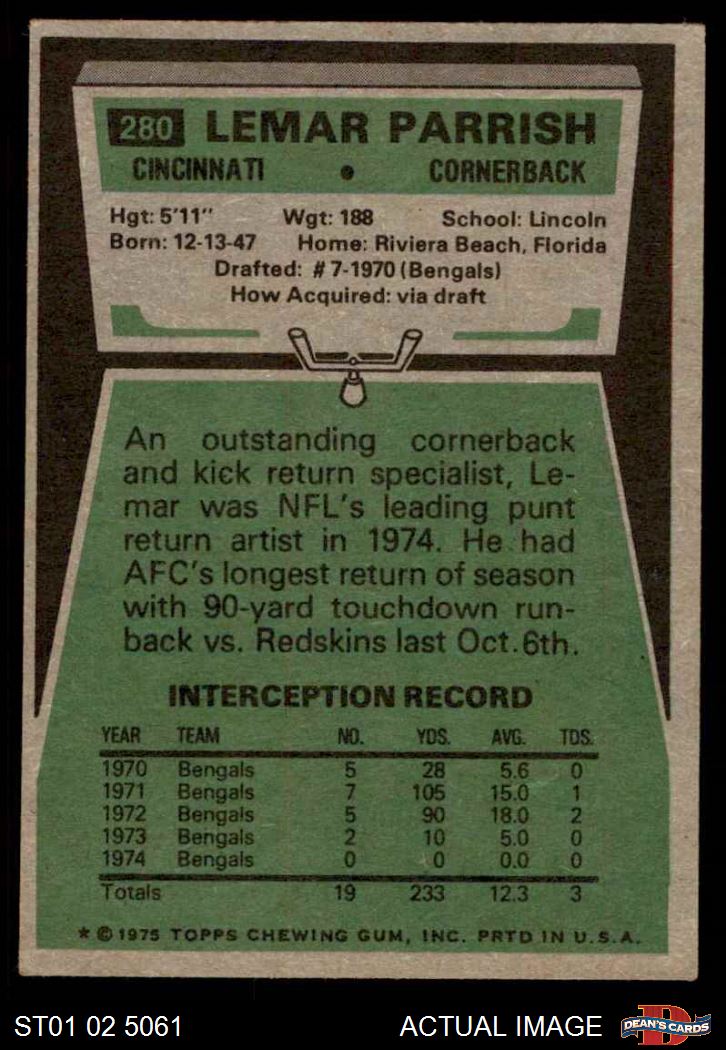 280 LEMAR PARRISH
CINCINNATI • CORNERBACK
Hgt: 5'11" Wgt: 188 School: Lincoln
Born: 12-13-47 Home: Riviera Beach, Florida
Drafted: #7-1970 (Bengals)
How Acquired: via draft
An outstanding cornerback
and kick return specialist, Le-
mar was NFL's leading punt
return artist in 1974. He had
AFC's longest return of season
with 90-yard touchdown run-
back vs. Redskins last Oct. 6th.
INTERCEPTION RECORD
YEAR TEAM NO. YDS. AVG. TDS.
1970 Bengals 5 28 5.6 0
1971 Bengals 7 105 15.0 1
1972 Bengals 5 90 18.0 2
1973 Bengals 2 10 5.0 0
1974 Bengals 0 0 0.0 0
Totals 19 233 12.3 3
* © 1975 TOPPS CHEWING GUM, INC. PRTD IN U.S.A.
ST01 02 5061 ACTUAL IMAGE D DEAN'S CARDS